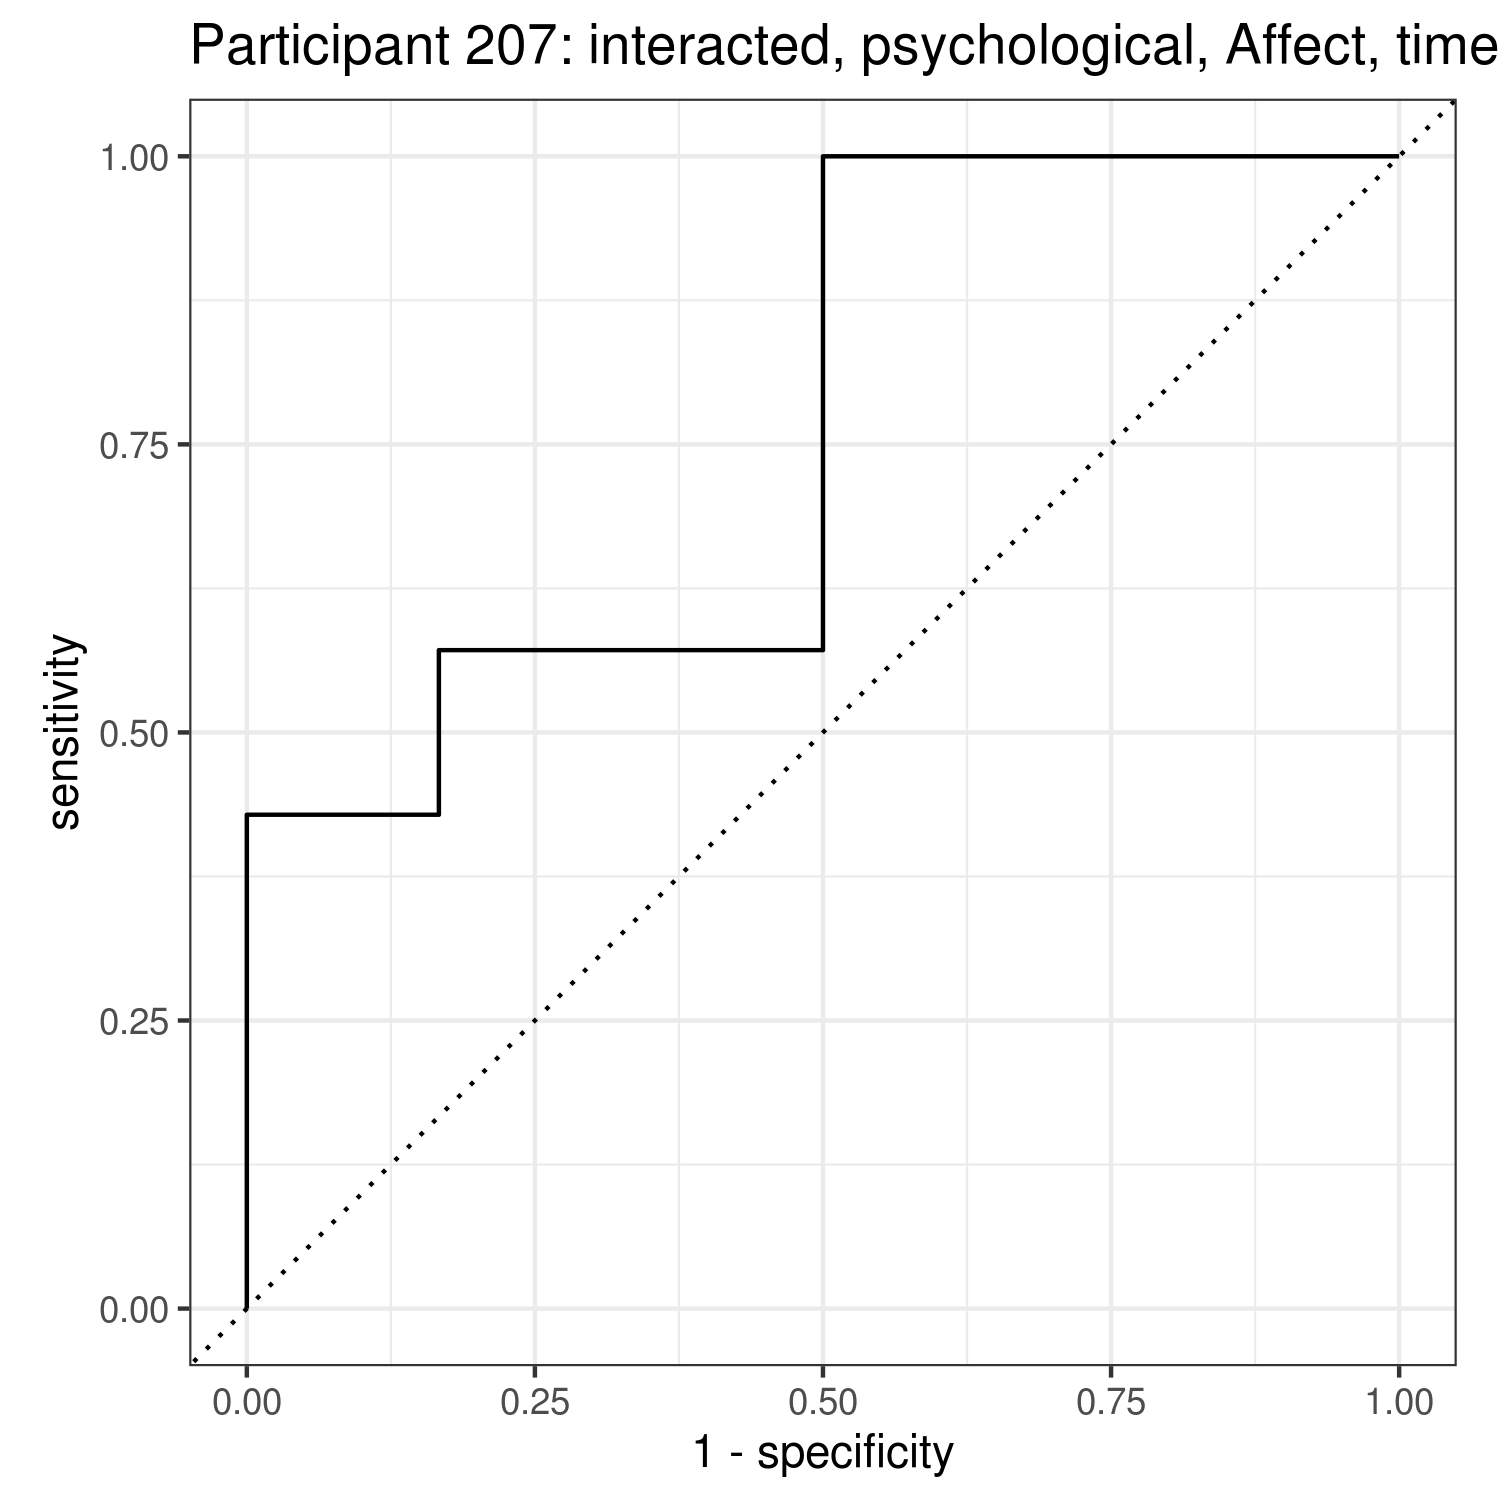 Participant 207: interacted, psychological, Affect, time
1.00
0.75
0.50
0.25
0.00
sensitivity
0.00 0.25 0.50 0.75 1.00
1 - specificity